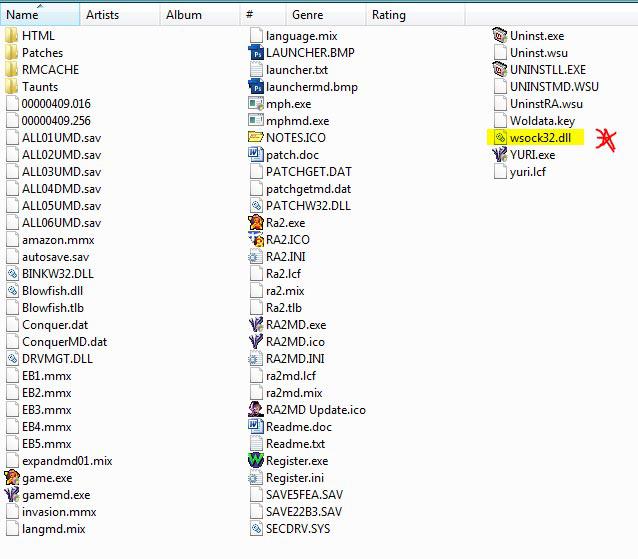 Name Artists Album # Genre Rating
HTML
Patches
RMCACHE
Taunts
00000409.016
00000409.256
ALL01UMD.sav
ALL02UMD.sav
ALL03UMD.sav
ALL04DMD.sav
ALL05UMD.sav
ALL06UMD.sav
amazon.mmx
autosave.sav
BINKW32.DLL
Blowfish.dll
Blowfish.tlb
Conquer.dat
ConquerMD.dat
DRVMGT.DLL
EB1.mmx
EB2.mmx
EB3.mmx
EB4.mmx
EB5.mmx
expandmd01.mix
game.exe
gamemd.exe
invasion.mmx
langmd.mix
language.mix
LAUNCHER.BMP
launcher.txt
launchermd.bmp
mph.exe
mphmd.exe
NOTES.ICO
patch.doc
PATCHGET.DAT
patchgetmd.dat
PATCHW32.DLL
Ra2.exe
RA2.ICO
RA2.INI
Ra2.lcf
ra2.mix
Ra2.tlb
RA2MD.exe
RA2MD.ico
RA2MD.INI
ra2md.lcf
ra2md.mix
RA2MD Update.ico
Readme.doc
Readme.txt
Register.exe
Register.ini
SAVE5FEA.SAV
SAVE22B3.SAV
SECDRV.SYS
Uninst.exe
Uninst.wsu
UNINSTLL.EXE
UNINSTMD.WSU
UninstRA.wsu
Woldata.key
wsock32.dll
YURI.exe
yuri.lcf